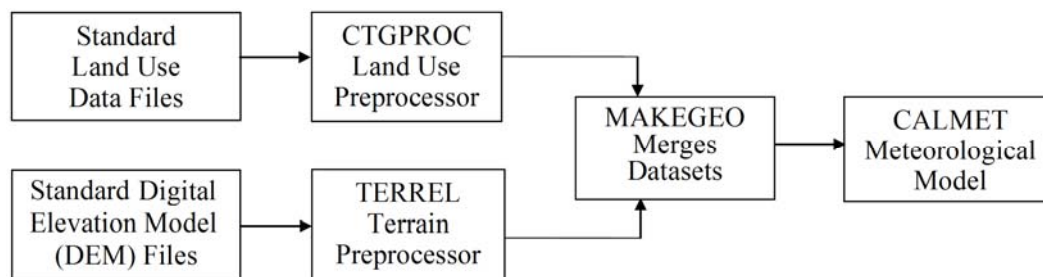 Standard
Land Use
Data Files
CTGPROC
Land Use
Preprocessor
MAKEGEO
Merges
Datasets
CALMET
Meteorological
Model
Standard Digital
Elevation Model
(DEM) Files
TERREL
Terrain
Preprocessor